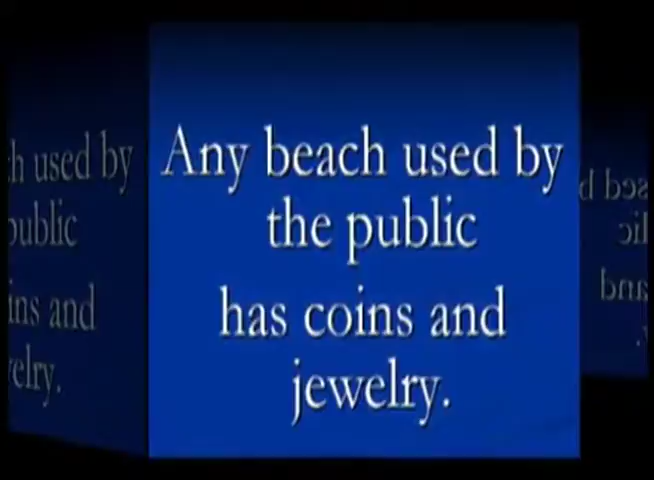 Any beach used by
the public
has coins and
jewelry.